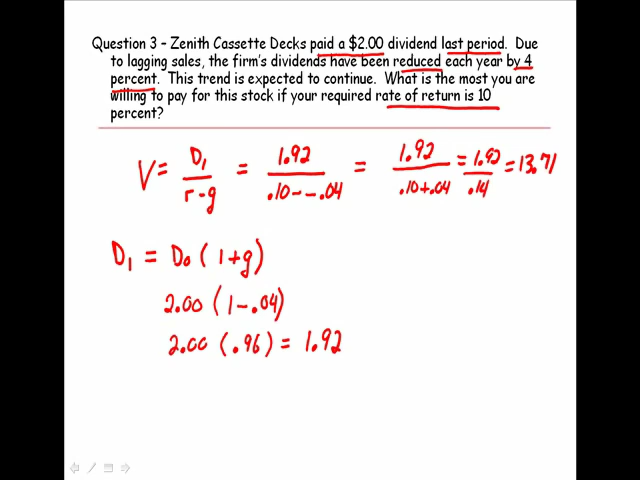 Question 3 – Zenith Cassette Decks paid a $2.00 dividend last period. Due
to lagging sales, the firm's dividends have been reduced each year by 4
percent. This trend is expected to continue. What is the most you are
willing to pay for this stock if your required rate of return is 10
percent?
V = D₁ / r-g = 1.92 / .10 - -.04 = 1.92 / .10+.04 = 1.92 / .14 = 13.71
D₁ = D₀ (1+g)
2.00 (1-.04)
2.00 (.96) = 1.92